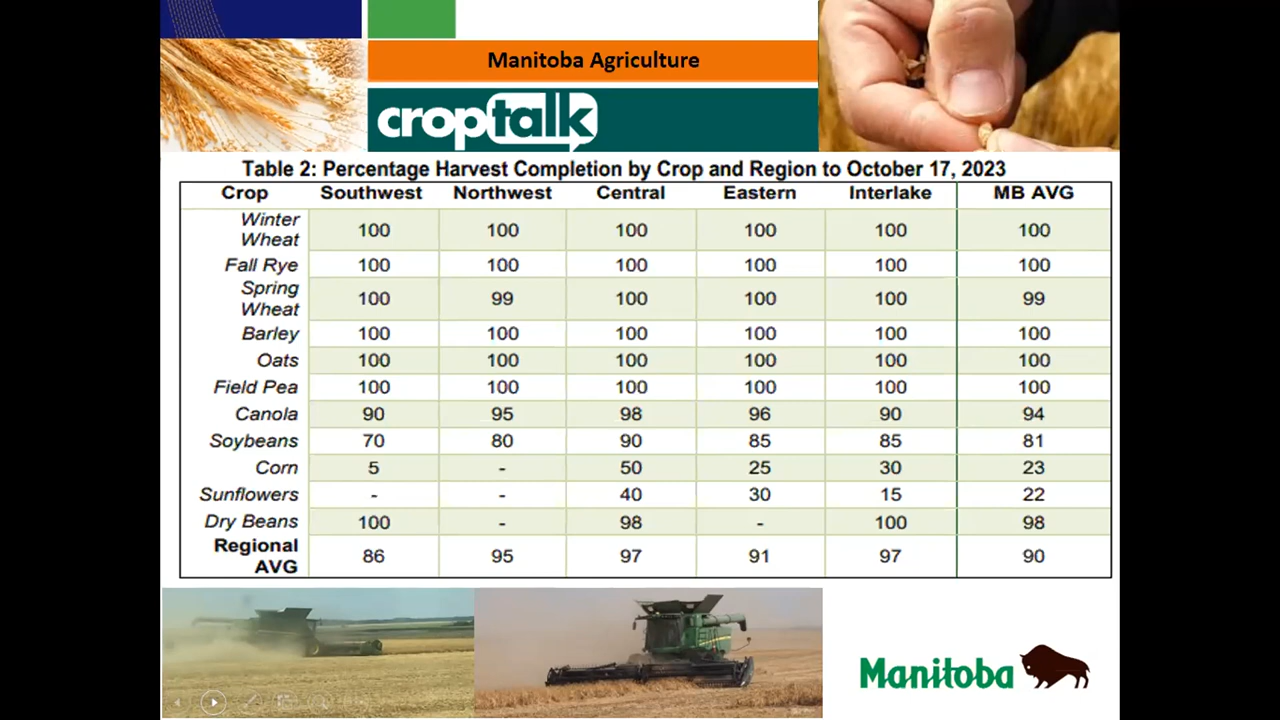 Manitoba Agriculture
croptalk
Table 2: Percentage Harvest Completion by Crop and Region to October 17, 2023
Crop Southwest Northwest Central Eastern Interlake MB AVG
Winter
Wheat 100 100 100 100 100 100
Fall Rye 100 100 100 100 100 100
Spring
Wheat 100 99 100 100 100 99
Barley 100 100 100 100 100 100
Oats 100 100 100 100 100 100
Field Pea 100 100 100 100 100 100
Canola 90 95 98 96 90 94
Soybeans 70 80 90 85 85 81
Corn 5 - 50 25 30 23
Sunflowers - - 40 30 15 22
Dry Beans 100 - 98 - 100 98
Regional
AVG 86 95 97 91 97 90
Manitoba